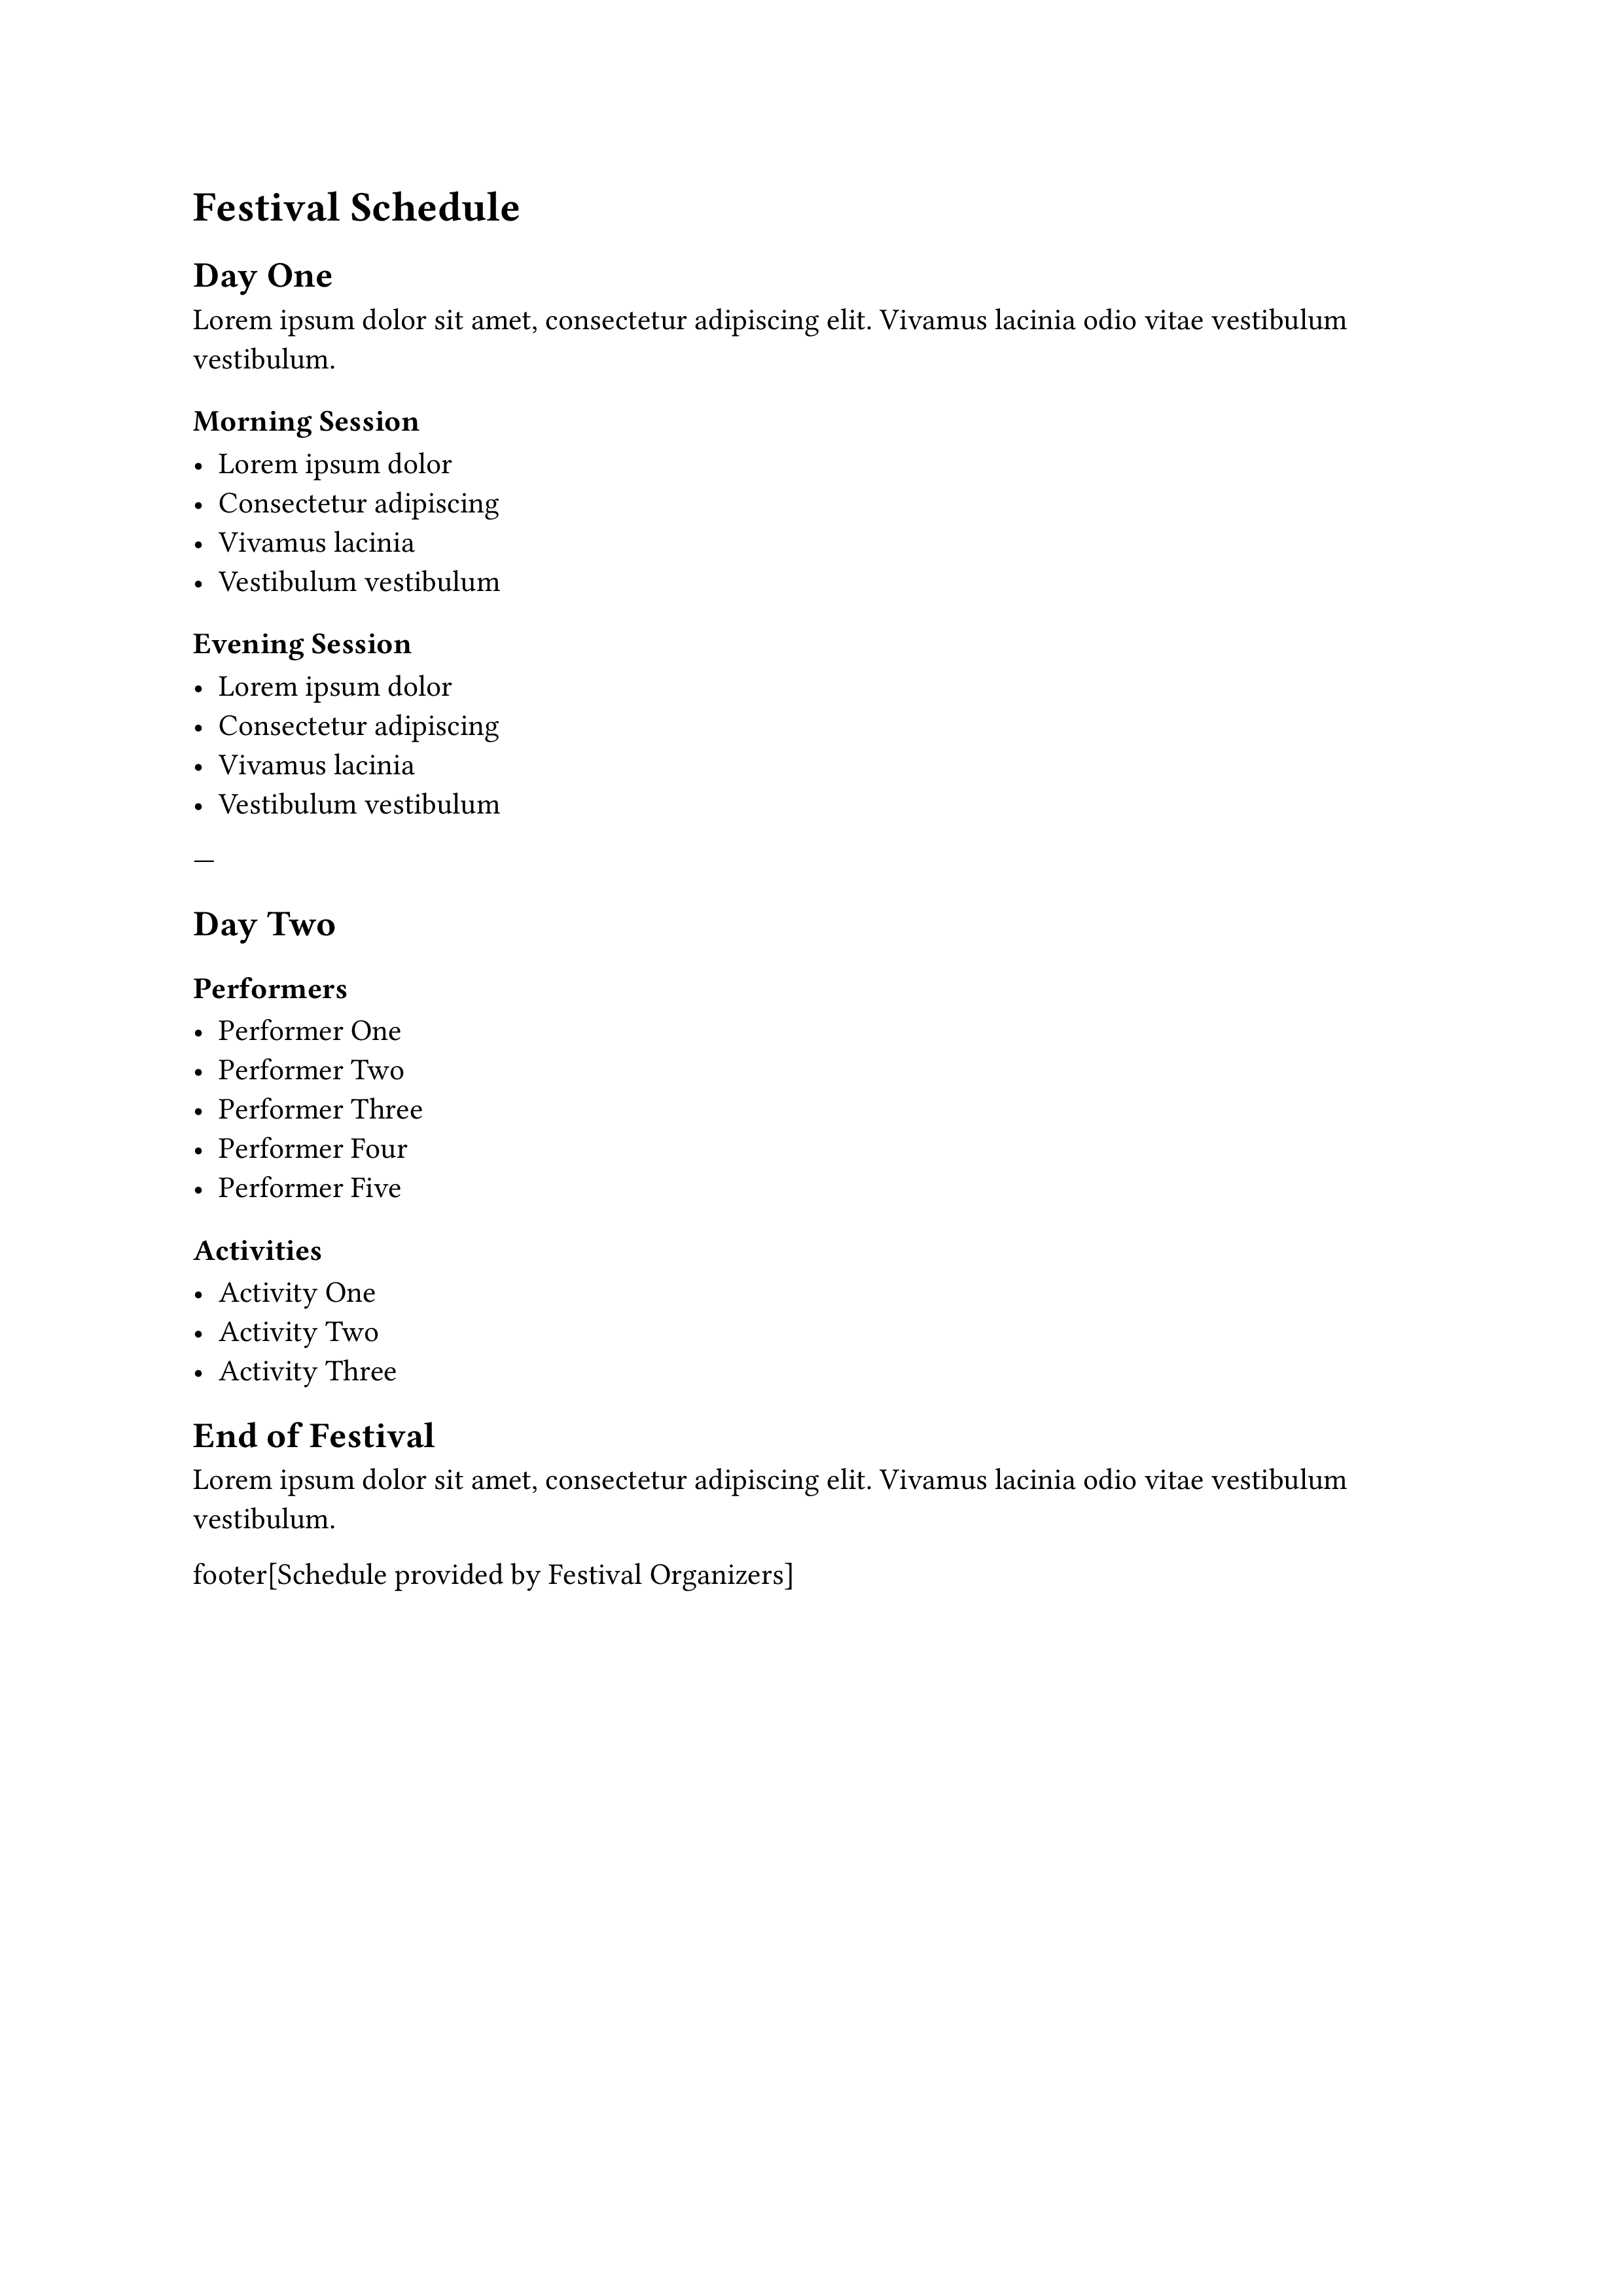 Festival Schedule
Day One
Lorem ipsum dolor sit amet, consectetur adipiscing elit. Vivamus lacinia odio vitae vestibulum
vestibulum.
Morning Session
• Lorem ipsum dolor
• Consectetur adipiscing
• Vivamus lacinia
• Vestibulum vestibulum
Evening Session
• Lorem ipsum dolor
• Consectetur adipiscing
• Vivamus lacinia
• Vestibulum vestibulum
—
Day Two
Performers
• Performer One
• Performer Two
• Performer Three
• Performer Four
• Performer Five
Activities
• Activity One
• Activity Two
• Activity Three
End of Festival
Lorem ipsum dolor sit amet, consectetur adipiscing elit. Vivamus lacinia odio vitae vestibulum
vestibulum.
footer[Schedule provided by Festival Organizers]